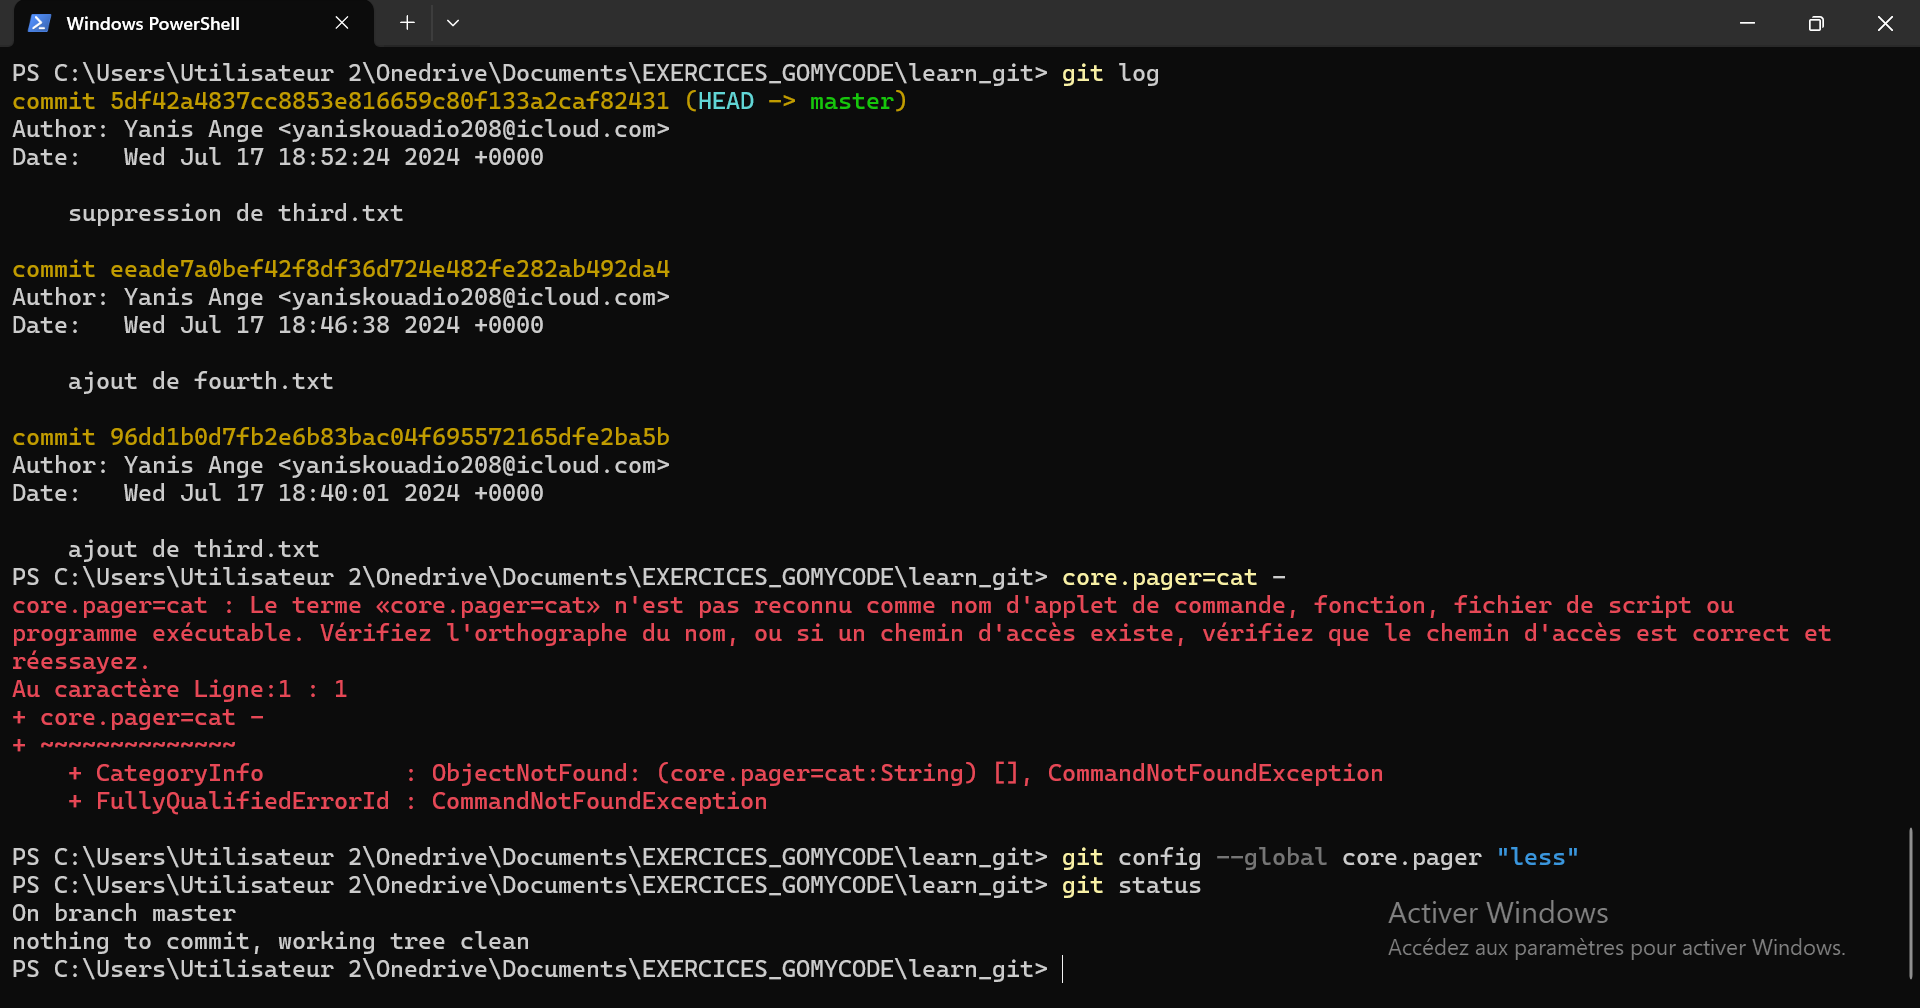 Windows PowerShell
PS C:\Users\Utilisateur 2\Onedrive\Documents\EXERCICES_GOMYCODE\learn_git> git log
commit 5df42a4837cc8853e816659c80f133a2caf82431 (HEAD -> master)
Author: Yanis Ange <yaniskouadio208@icloud.com>
Date:   Wed Jul 17 18:52:24 2024 +0000
    suppression de third.txt
commit eeade7a0bef42f8df36d724e482fe282ab492da4
Author: Yanis Ange <yaniskouadio208@icloud.com>
Date:   Wed Jul 17 18:46:38 2024 +0000
    ajout de fourth.txt
commit 96dd1b0d7fb2e6b83bac04f695572165dfe2ba5b
Author: Yanis Ange <yaniskouadio208@icloud.com>
Date:   Wed Jul 17 18:40:01 2024 +0000
    ajout de third.txt
PS C:\Users\Utilisateur 2\Onedrive\Documents\EXERCICES_GOMYCODE\learn_git> core.pager=cat -
core.pager=cat : Le terme «core.pager=cat» n'est pas reconnu comme nom d'applet de commande, fonction, fichier de script ou
programme exécutable. Vérifiez l'orthographe du nom, ou si un chemin d'accès existe, vérifiez que le chemin d'accès est correct et
réessayez.
Au caractère Ligne:1 : 1
+ core.pager=cat -
+ ~~~~~~~~~~~~~~
    + CategoryInfo          : ObjectNotFound: (core.pager=cat:String) [], CommandNotFoundException
    + FullyQualifiedErrorId : CommandNotFoundException
PS C:\Users\Utilisateur 2\Onedrive\Documents\EXERCICES_GOMYCODE\learn_git> git config --global core.pager "less"
PS C:\Users\Utilisateur 2\Onedrive\Documents\EXERCICES_GOMYCODE\learn_git> git status
On branch master
nothing to commit, working tree clean
PS C:\Users\Utilisateur 2\Onedrive\Documents\EXERCICES_GOMYCODE\learn_git>
Activer Windows
Accédez aux paramètres pour activer Windows.